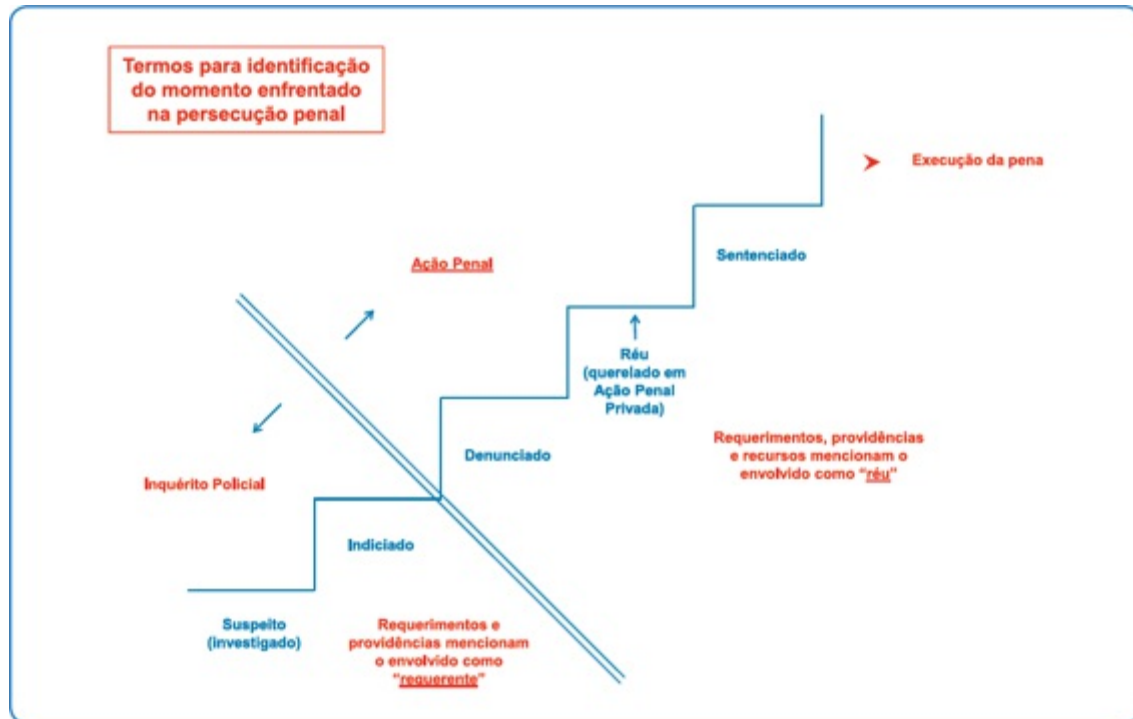 Termos para identificação
do momento enfrentado
na persecução penal
Execução da pena
Sentenciado
Ação Penal
Réu
(querelado em
Ação Penal
Privada)
Requerimentos, providências
e recursos mencionam o
envolvido como “réu”
Denunciado
Inquérito Policial
Indiciado
Suspeito
(investigado)
Requerimentos e
providências mencionam
o envolvido como
“requerente”